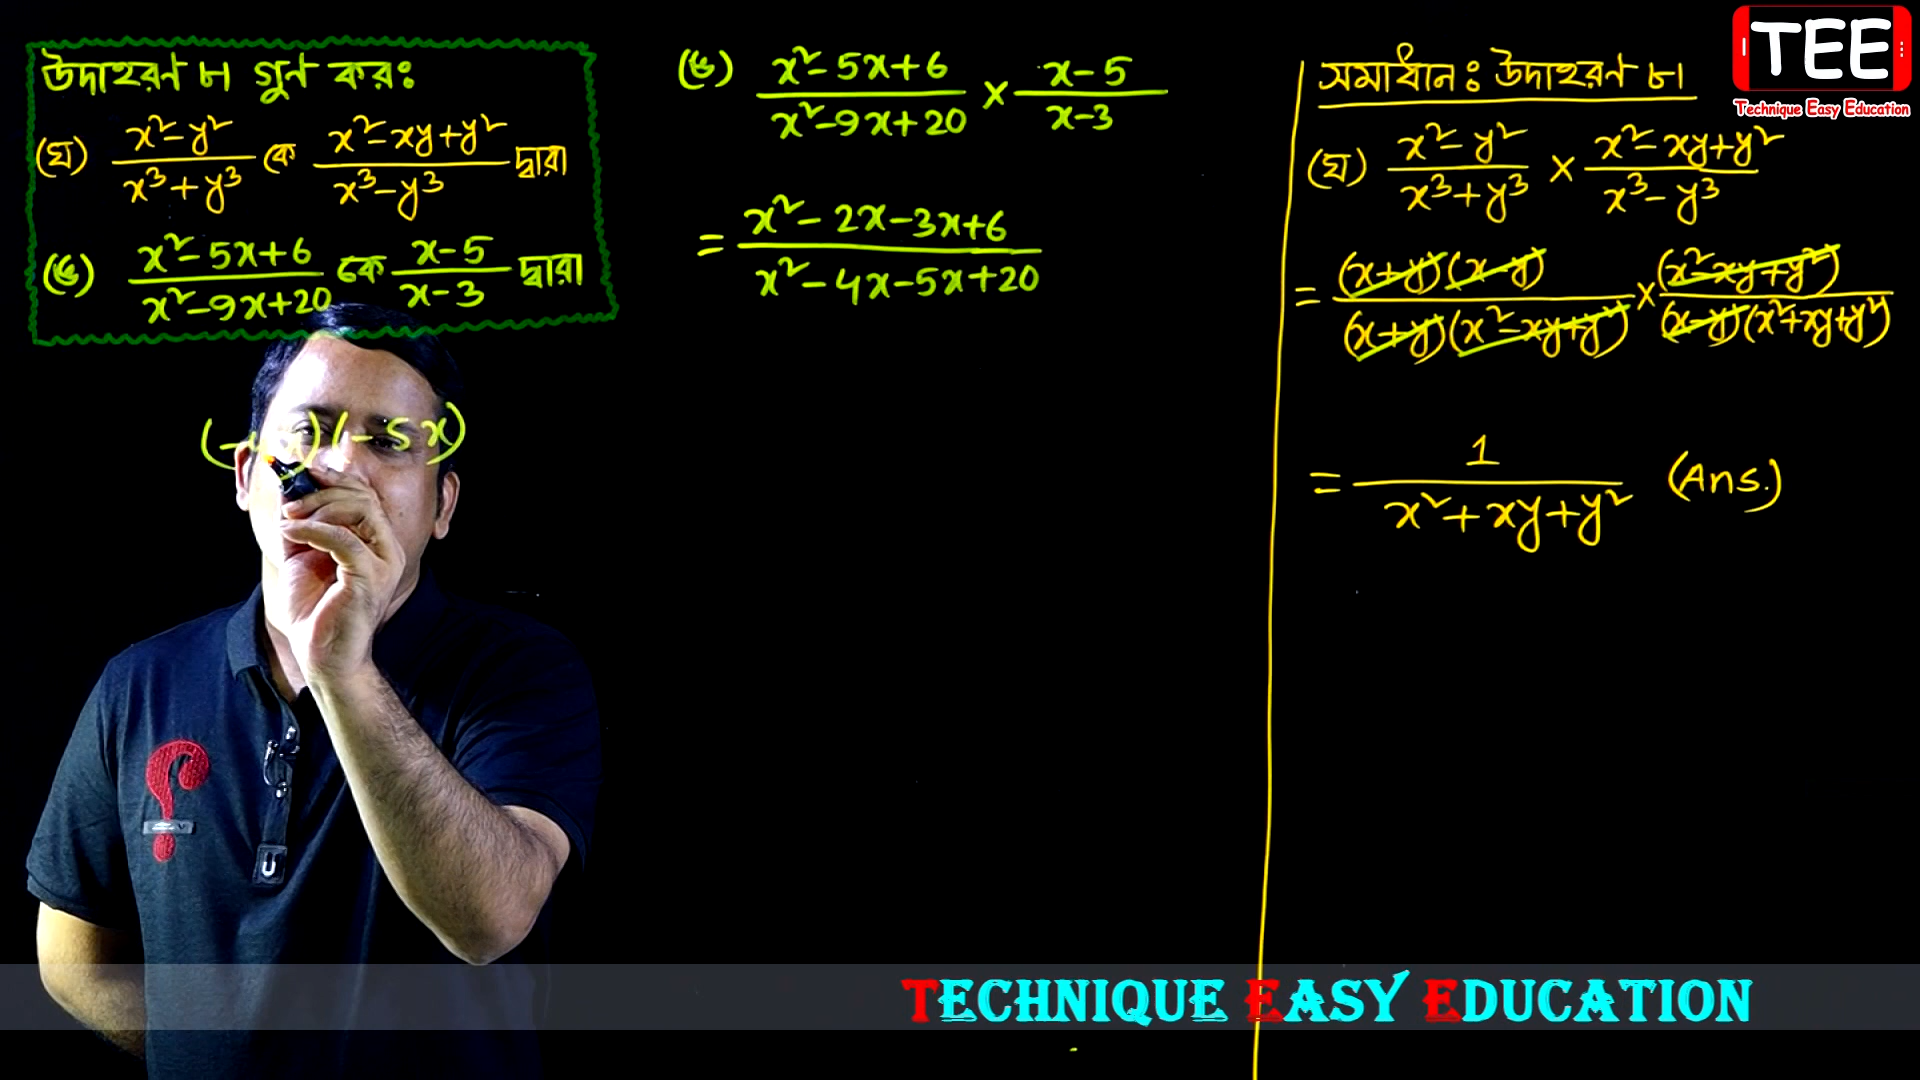 উদাহরণ ৮। গুণ করঃ
(ঘ) x²-y² / x³+y³ কে x²-xy+y² / x³-y³ দ্বারা
(ঙ) x²-5x+6 / x²-9x+20 কে x-5 / x-3 দ্বারা
(-4x)(-5x)
(ঙ) x²-5x+6 / x²-9x+20 × x-5 / x-3
= x²-2x-3x+6 / x²-4x-5x+20
সমাধানঃ উদাহরণ ৮।
(ঘ) x²-y² / x³+y³ × x²-xy+y² / x³-y³
= (x+y)(x-y) / (x+y)(x²-xy+y²) × (x²-xy+y²) / (x-y)(x²+xy+y²)
= 1 / x²+xy+y² (Ans.)
TEE
Technique Easy Education
U
TECHNIQUE EASY EDUCATION